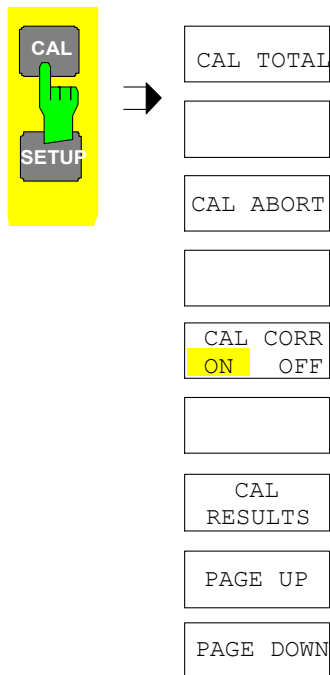 CAL
SETUP
CAL TOTAL
CAL ABORT
CAL CORR
ON OFF
CAL
RESULTS
PAGE UP
PAGE DOWN